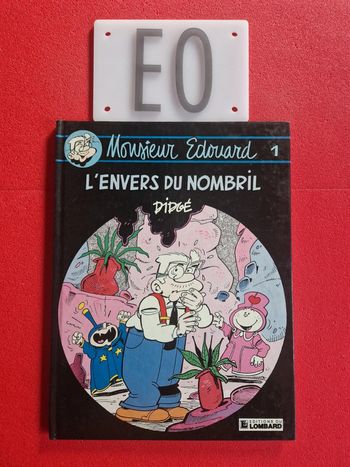 EO
Monsieur Edouard 1
L'ENVERS DU NOMBRIL
DIDGÉ
EDITIONS DU
LOMBARD